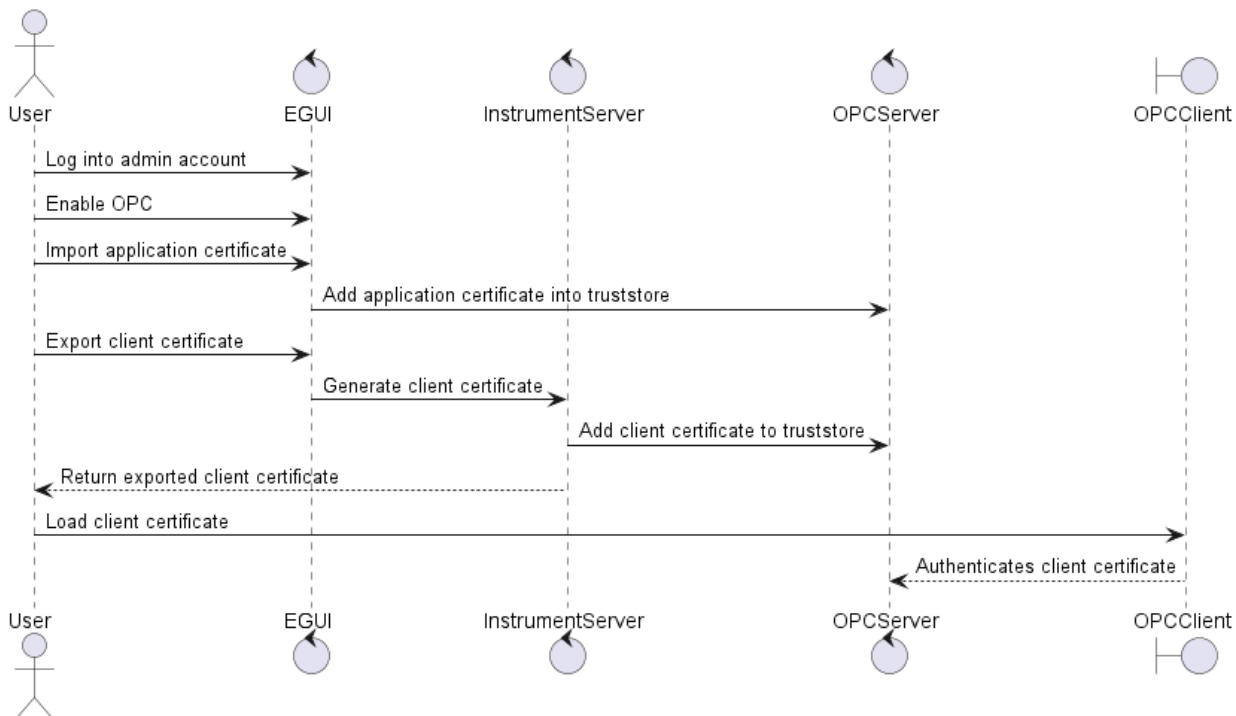 User
EGUI
InstrumentServer
OPCServer
OPCClient
Log into admin account
Enable OPC
Import application certificate
Add application certificate into truststore
Export client certificate
Generate client certificate
Add client certificate to truststore
Return exported client certificate
Load client certificate
Authenticates client certificate
User
EGUI
InstrumentServer
OPCServer
OPCClient